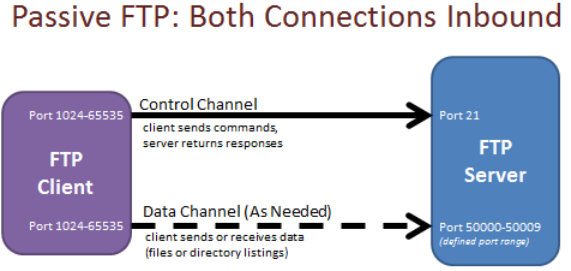 Passive FTP: Both Connections Inbound
Control Channel
Port 1024-65535
Port 21
client sends commands,
server returns responses
FTP
Client
FTP
Server
Data Channel (As Needed)
Port 1024-65535
Port 50000-50009
(defined port range)
client sends or receives data
(files or directory listings)